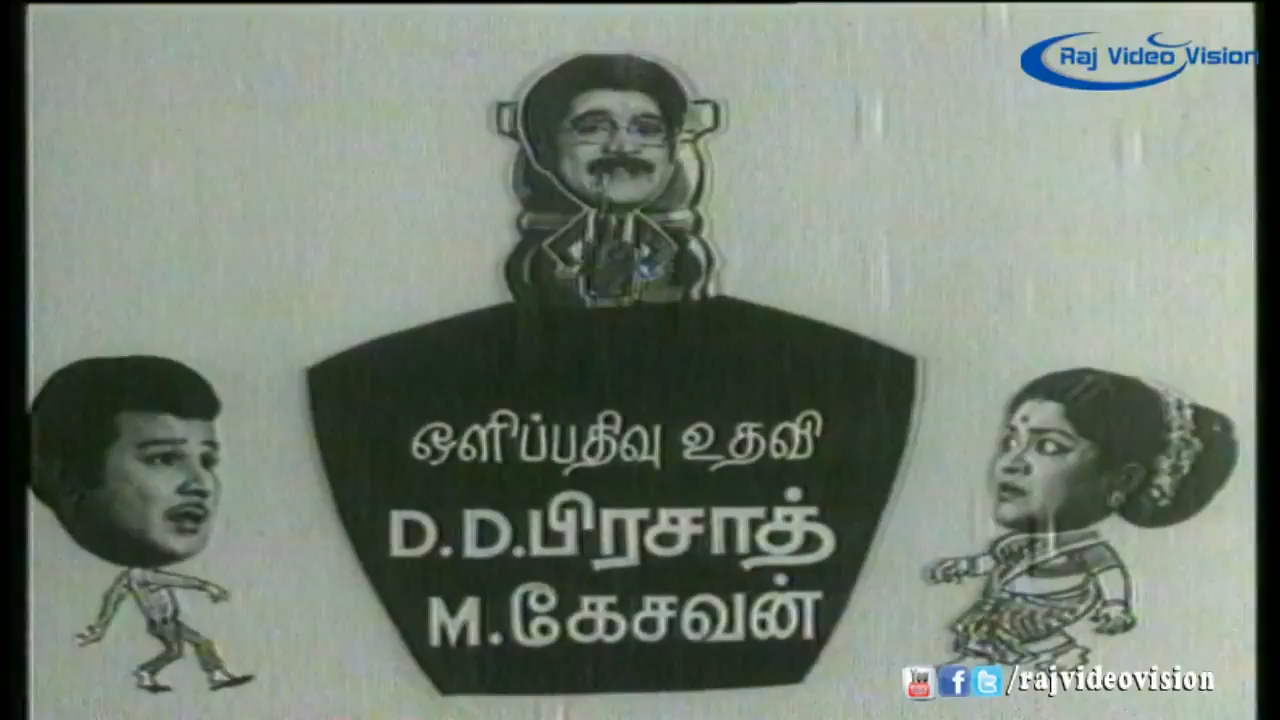 Raj Video Vision
ஒளிப்பதிவு உதவி
D.D.பிரசாத்
M.கேசவன்
/rajvideovision